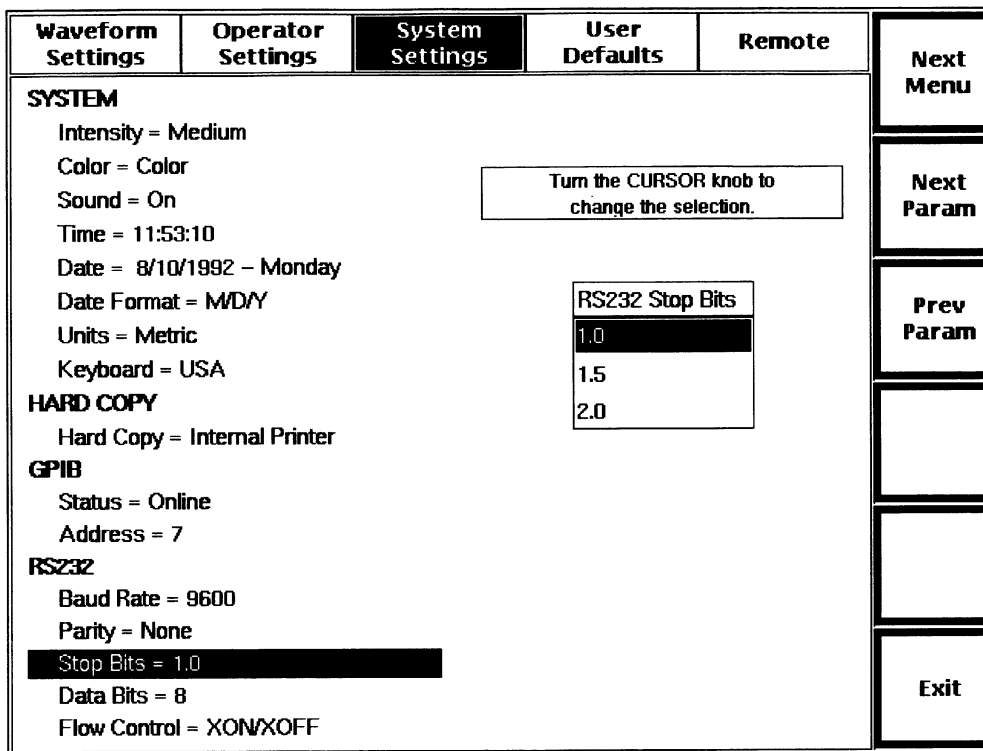 Waveform Settings
Operator Settings
System Settings
User Defaults
Remote
SYSTEM
Intensity = Medium
Color = Color
Sound = On
Time = 11:53:10
Date = 8/10/1992 – Monday
Date Format = M/D/Y
Units = Metric
Keyboard = USA
HARD COPY
Hard Copy = Internal Printer
GPIB
Status = Online
Address = 7
RS232
Baud Rate = 9600
Parity = None
Stop Bits = 1.0
Data Bits = 8
Flow Control = XON/XOFF
Turn the CURSOR knob to
change the selection.
RS232 Stop Bits
1.0
1.5
2.0
Next
Menu
Next
Param
Prev
Param
Exit